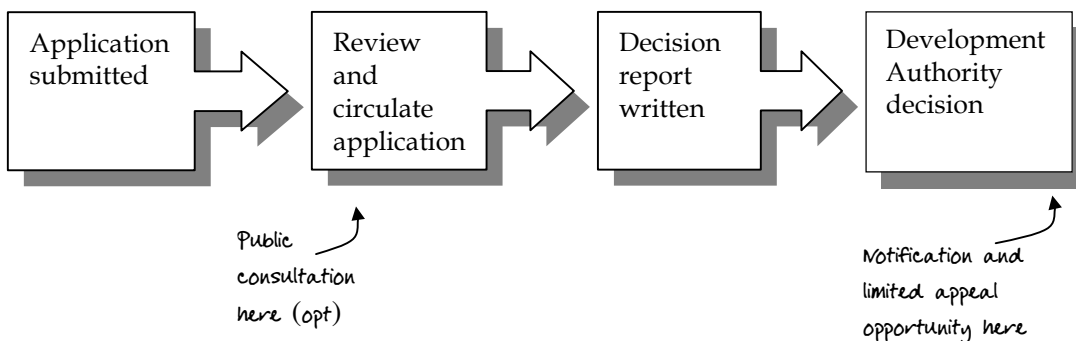 Application
submitted
Review
and
circulate
application
Decision
report
written
Development
Authority
decision
Public
consultation
here (opt)
Notification and
limited appeal
opportunity here